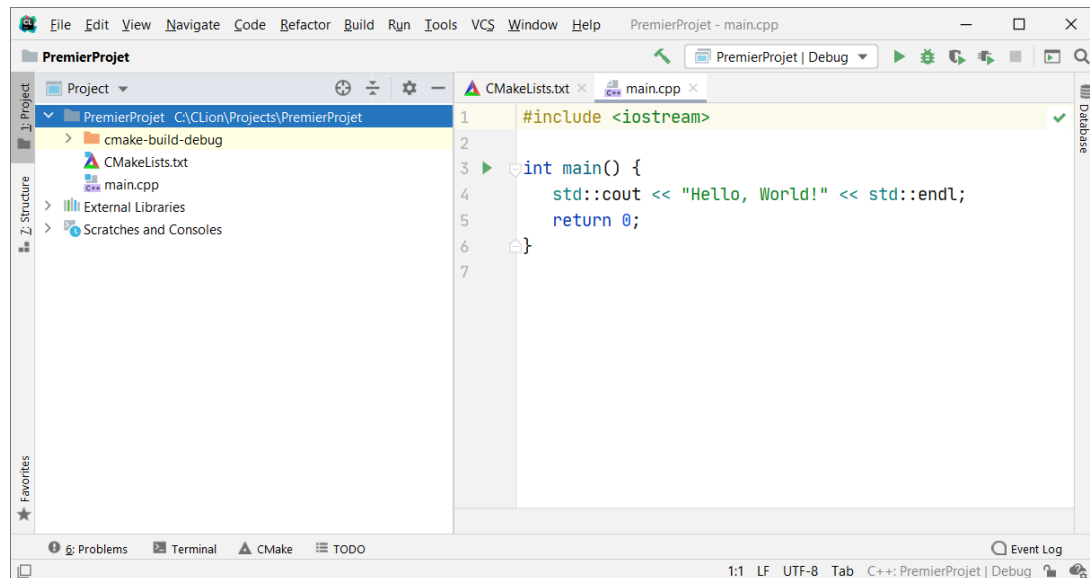 File Edit View Navigate Code Refactor Build Run Tools VCS Window Help PremierProjet - main.cpp
PremierProjet
PremierProjet | Debug
1: Project
Project
CMakeLists.txt
main.cpp
Database
PremierProjet C:\CLion\Projects\PremierProjet
cmake-build-debug
CMakeLists.txt
main.cpp
External Libraries
Scratches and Consoles
Z: Structure
Favorites
1 #include <iostream>
2
3 int main() {
4 std::cout << "Hello, World!" << std::endl;
5 return 0;
6 }
7
6: Problems Terminal CMake TODO Event Log
1:1 LF UTF-8 Tab C++: PremierProjet | Debug